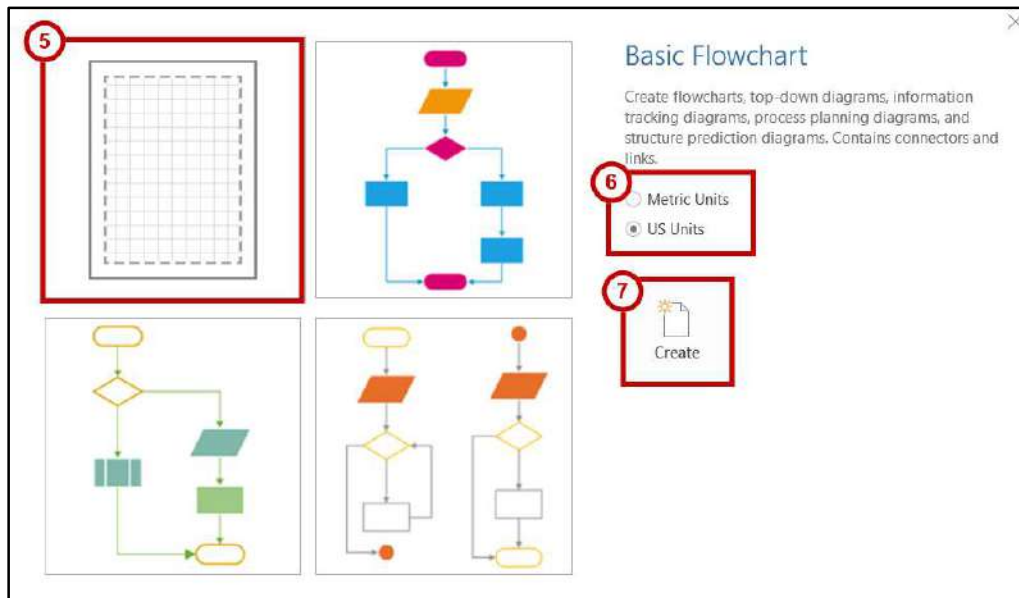 5
Basic Flowchart
Create flowcharts, top-down diagrams, information
tracking diagrams, process planning diagrams, and
structure prediction diagrams. Contains connectors and
links.
6
Metric Units
US Units
7
Create